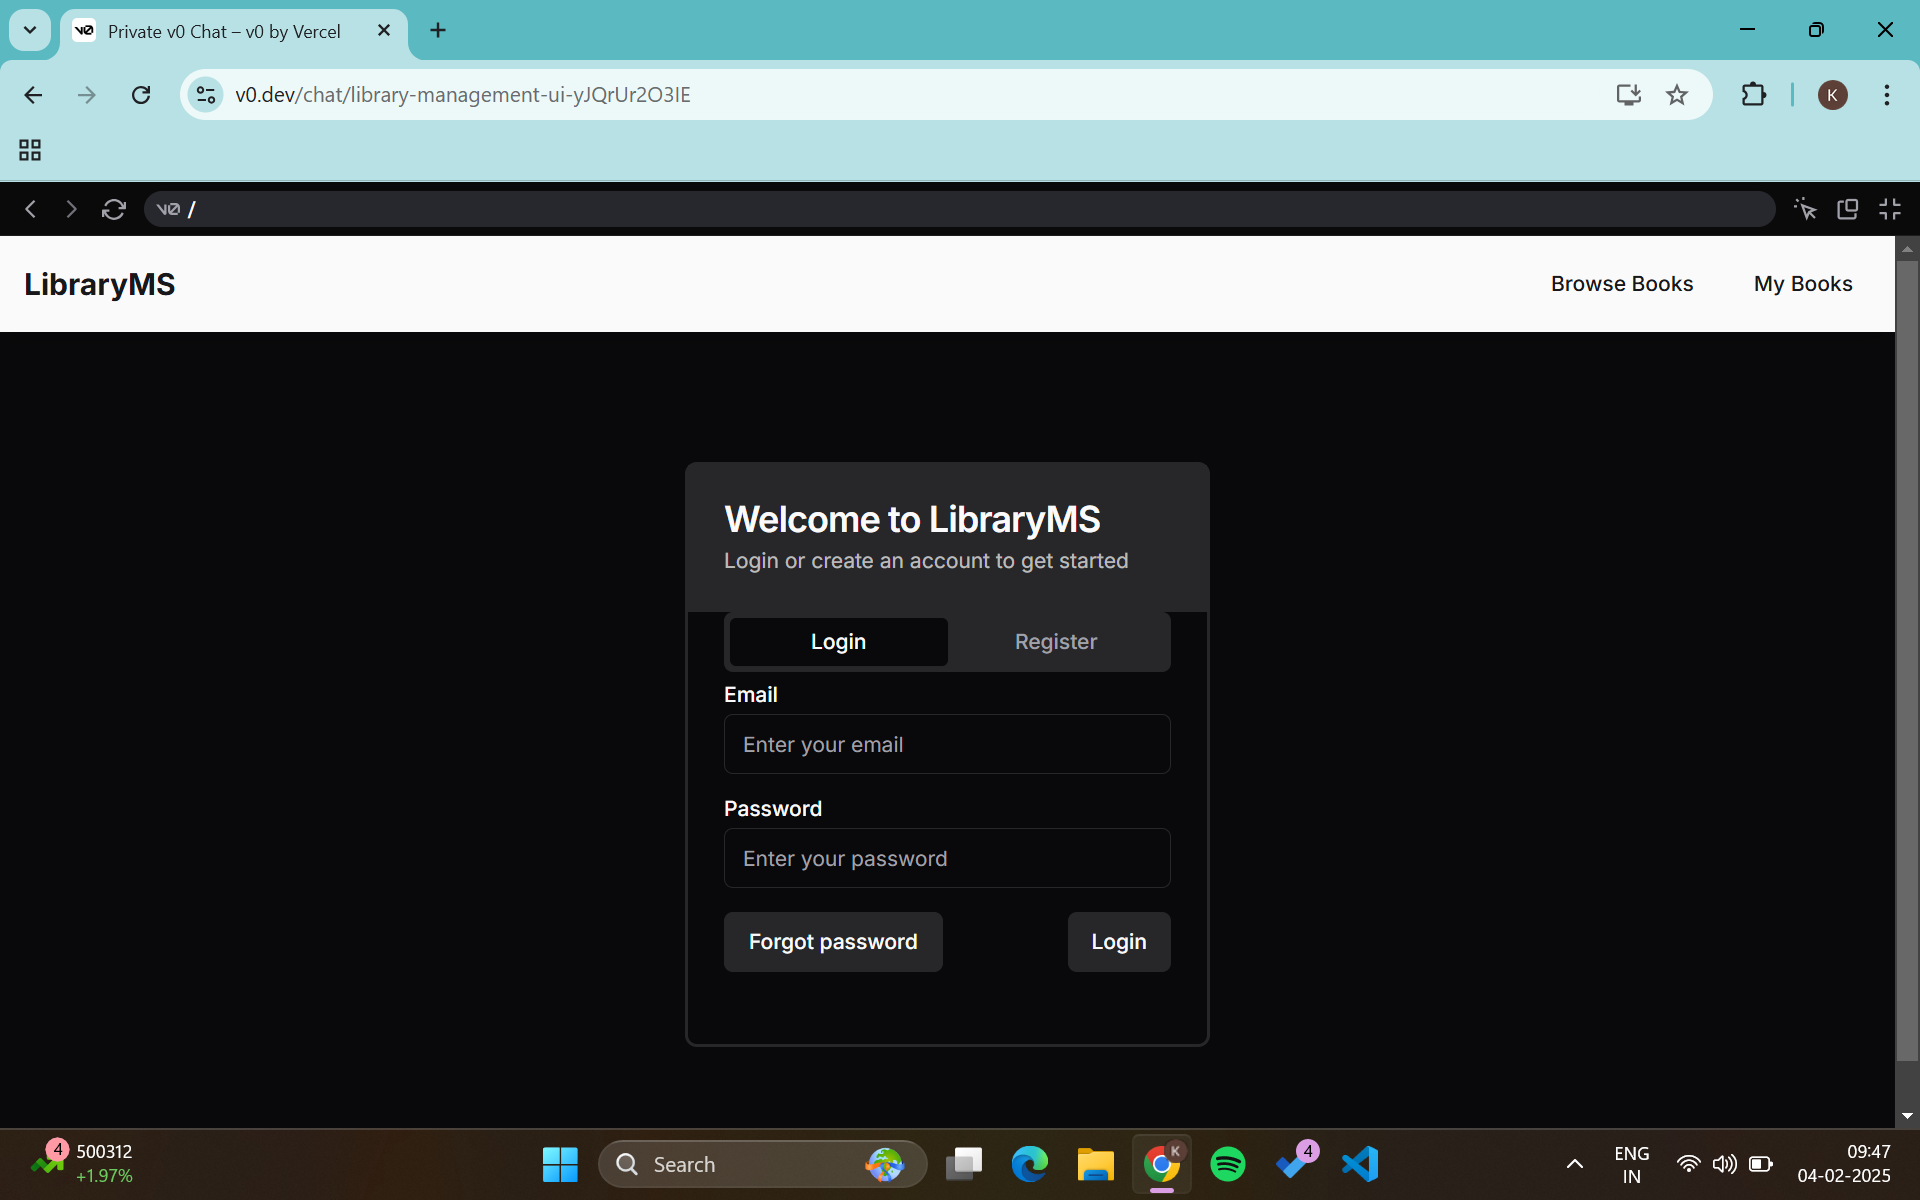 Private v0 Chat – v0 by Vercel
v0.dev/chat/library-management-ui-yJQrUr2O3IE
K
v0 /
LibraryMS
Browse Books
My Books
Welcome to LibraryMS
Login or create an account to get started
Login
Register
Email
Enter your email
Password
Enter your password
Forgot password
Login
4
500312
+1.97%
Search
K
4
ENG
IN
09:47
04-02-2025